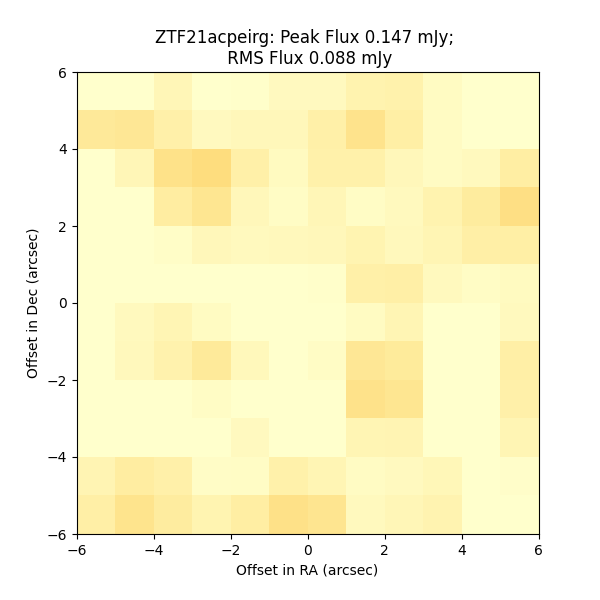 ZTF21acpeirg: Peak Flux 0.147 mJy;
RMS Flux 0.088 mJy
6
4
2
0
−2
−4
−6
Offset in Dec (arcsec)
−6 −4 −2 0 2 4 6
Offset in RA (arcsec)